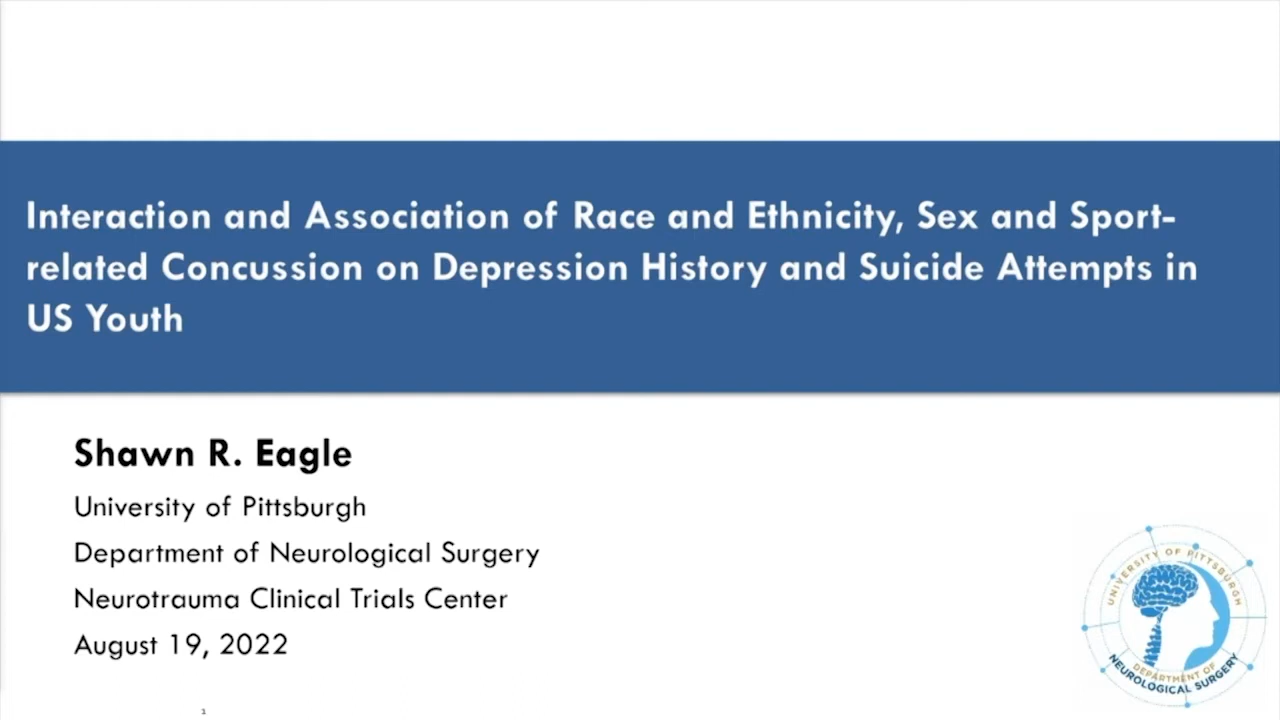 Interaction and Association of Race and Ethnicity, Sex and Sport-
related Concussion on Depression History and Suicide Attempts in
US Youth
Shawn R. Eagle
University of Pittsburgh
Department of Neurological Surgery
Neurotrauma Clinical Trials Center
August 19, 2022
UNIVERSITY OF PITTSBURGH
DEPARTMENT OF
NEUROLOGICAL SURGERY
1